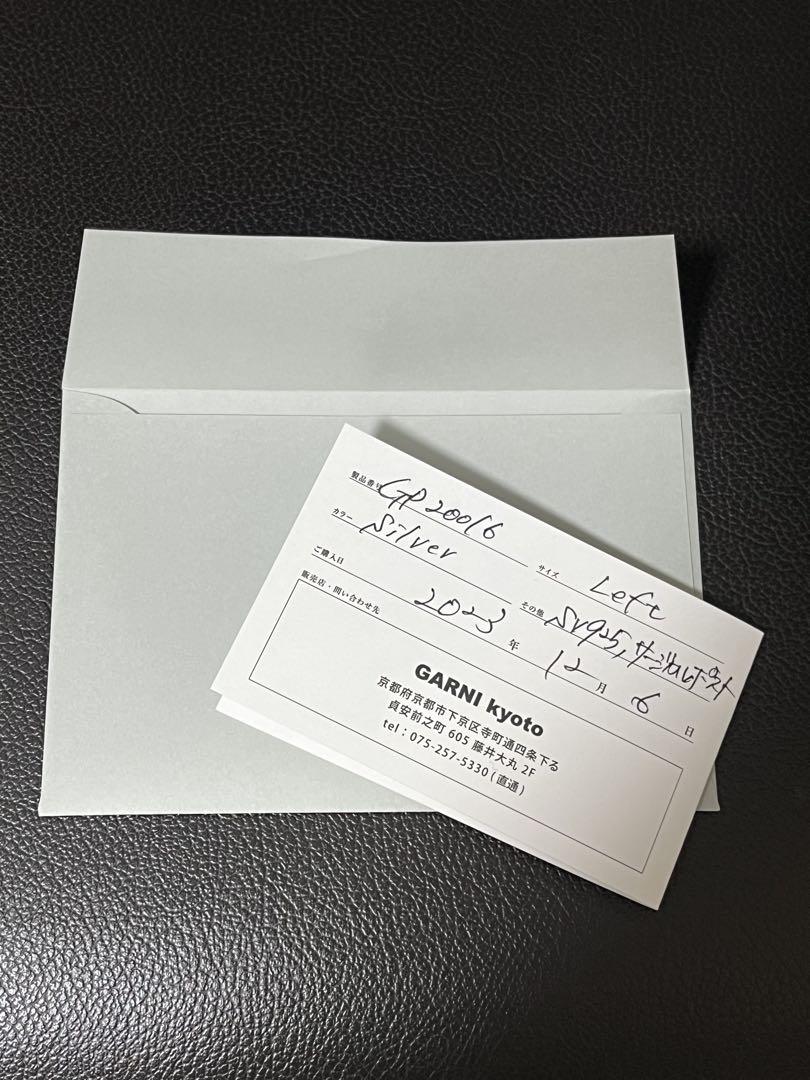 製品番号 GP20016
サイズ Left
カラー Silver
その他 SV925, サージカルポスト
ご購入日 2023 年 12 月 6 日
販売店・問い合わせ先
GARNI kyoto
京都府京都市下京区寺町通四条下る
貞安前之町 605 藤井大丸 2F
tel : 075-257-5330 (直通)